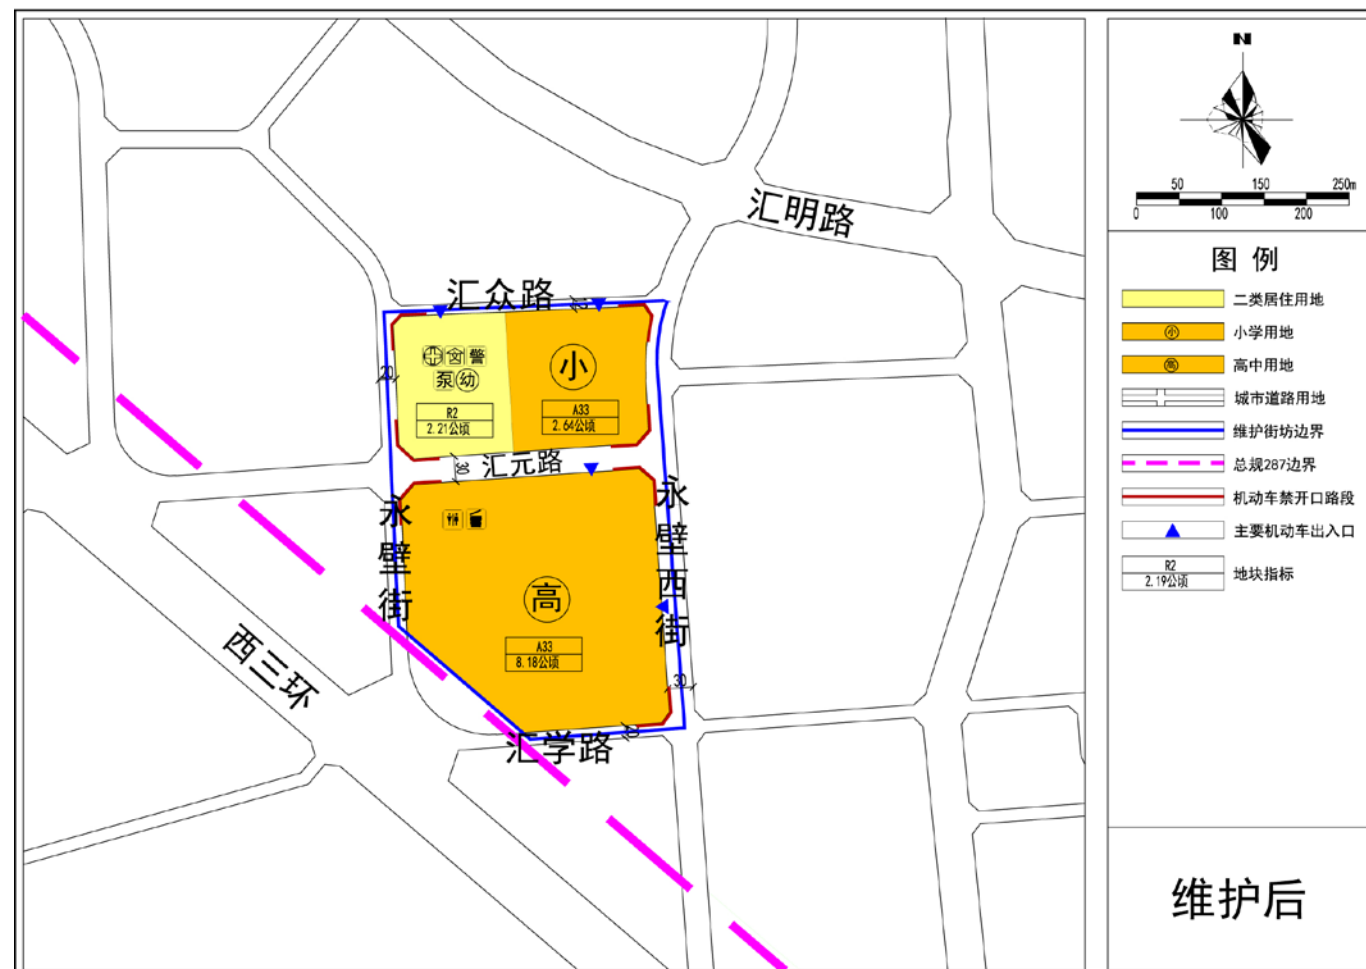 N
50 150 250m
0 100 200
图 例
二类居住用地
小 小学用地
高 高中用地
城市道路用地
维护街坊边界
总规287边界
机动车禁开口路段
主要机动车出入口
R2
2.19公顷
地块指标
维护后
汇明路
汇众路
12
20
警
泵 幼
R2
2.21公顷
小
A33
2.64公顷
30
汇元路
永壁街
永壁西街
高
A33
8.18公顷
30
20
汇学路
西三环